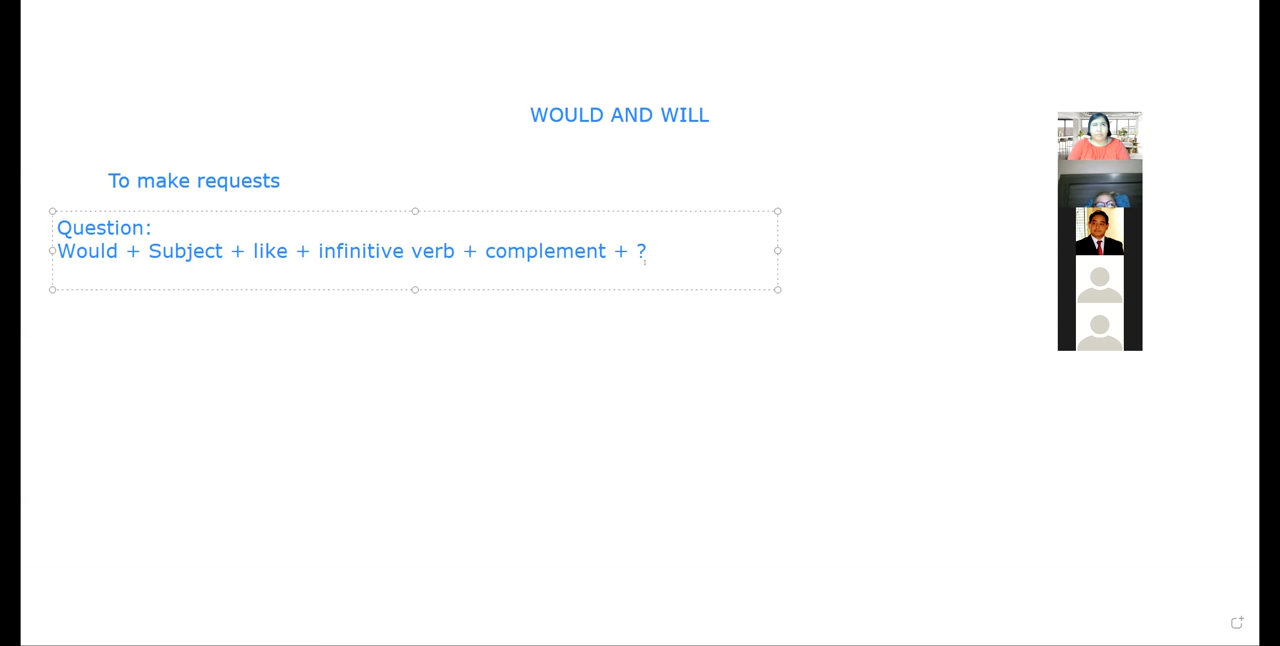 WOULD AND WILL
To make requests
Question:
Would + Subject + like + infinitive verb + complement + ?